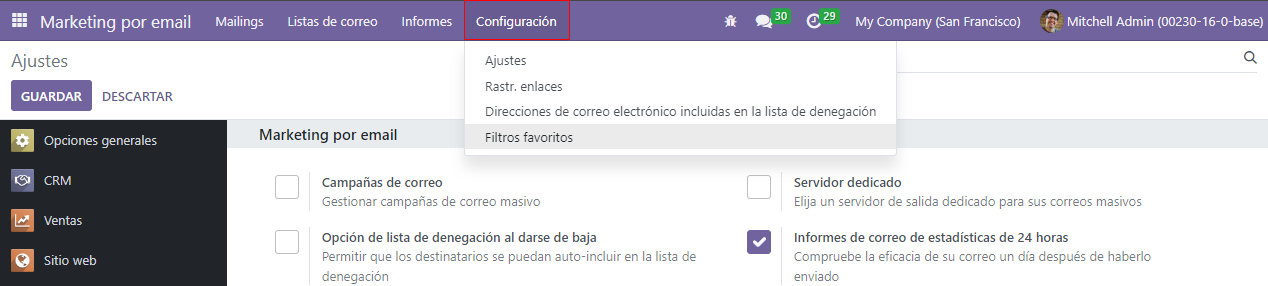 Marketing por email Mailings Listas de correo Informes Configuración 30 29 My Company (San Francisco) Mitchell Admin (00230-16-0-base)
Ajustes
GUARDAR DESCARTAR
Ajustes
Rastr. enlaces
Direcciones de correo electrónico incluidas en la lista de denegación
Filtros favoritos
Opciones generales
CRM
Ventas
Sitio web
Marketing por email
Campañas de correo
Gestionar campañas de correo masivo
Servidor dedicado
Elija un servidor de salida dedicado para sus correos masivos
Opción de lista de denegación al darse de baja
Permitir que los destinatarios se puedan auto-incluir en la lista de
denegación
Informes de correo de estadísticas de 24 horas
Compruebe la eficacia de su correo un día después de haberlo
enviado